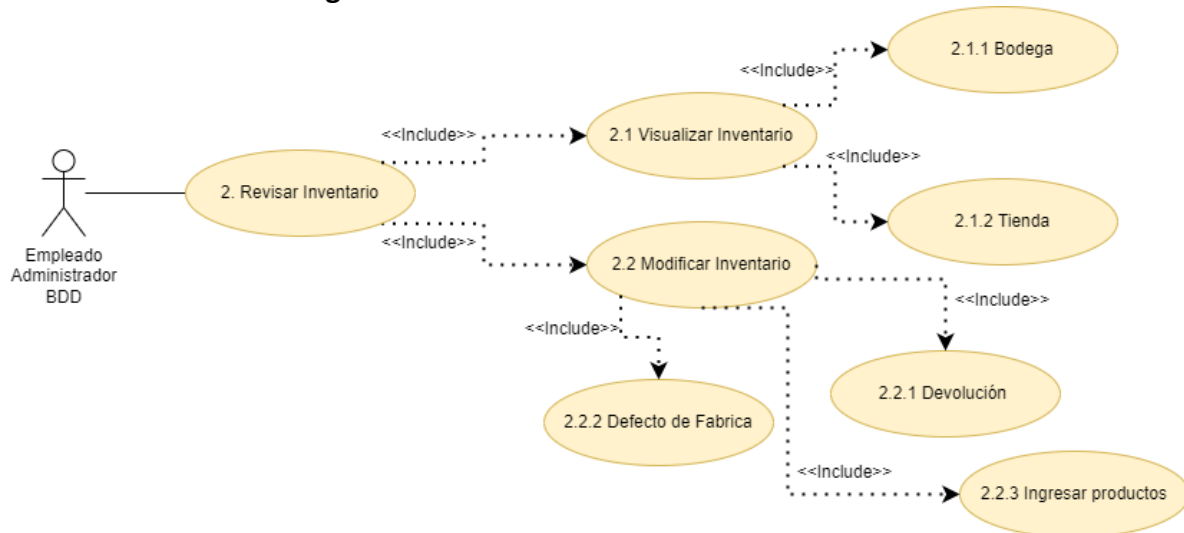 2.1.1 Bodega
<<Include>>
<<Include>>
2.1 Visualizar Inventario
<<Include>>
2. Revisar Inventario
2.1.2 Tienda
<<Include>>
Empleado
Administrador
BDD
2.2 Modificar Inventario
<<Include>>
<<Include>>
2.2.1 Devolución
2.2.2 Defecto de Fabrica
<<Include>>
2.2.3 Ingresar productos